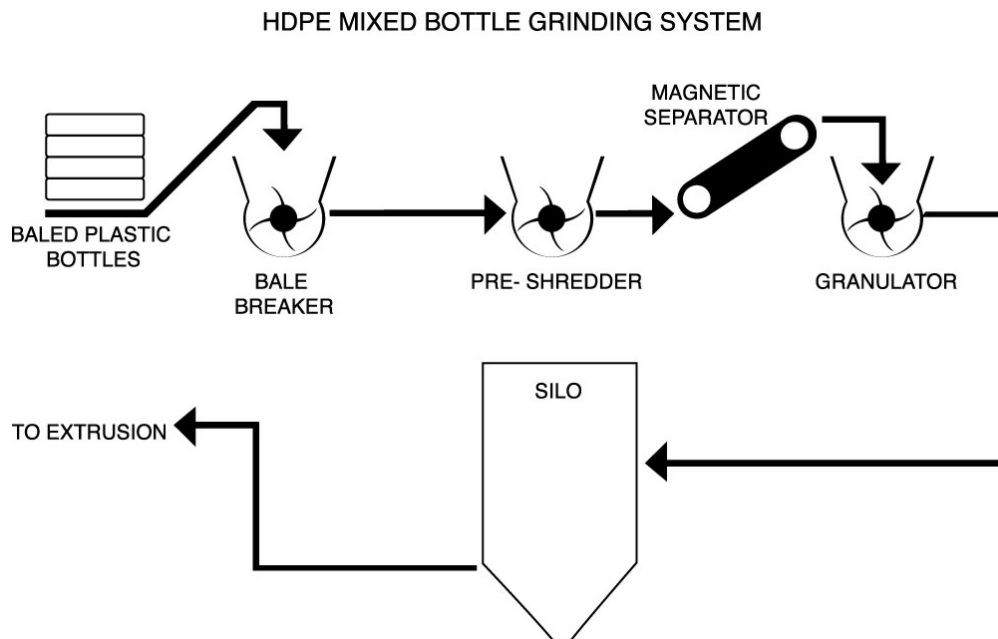 HDPE MIXED BOTTLE GRINDING SYSTEM
MAGNETIC
SEPARATOR
BALED PLASTIC
BOTTLES
BALE
BREAKER
PRE- SHREDDER
GRANULATOR
SILO
TO EXTRUSION